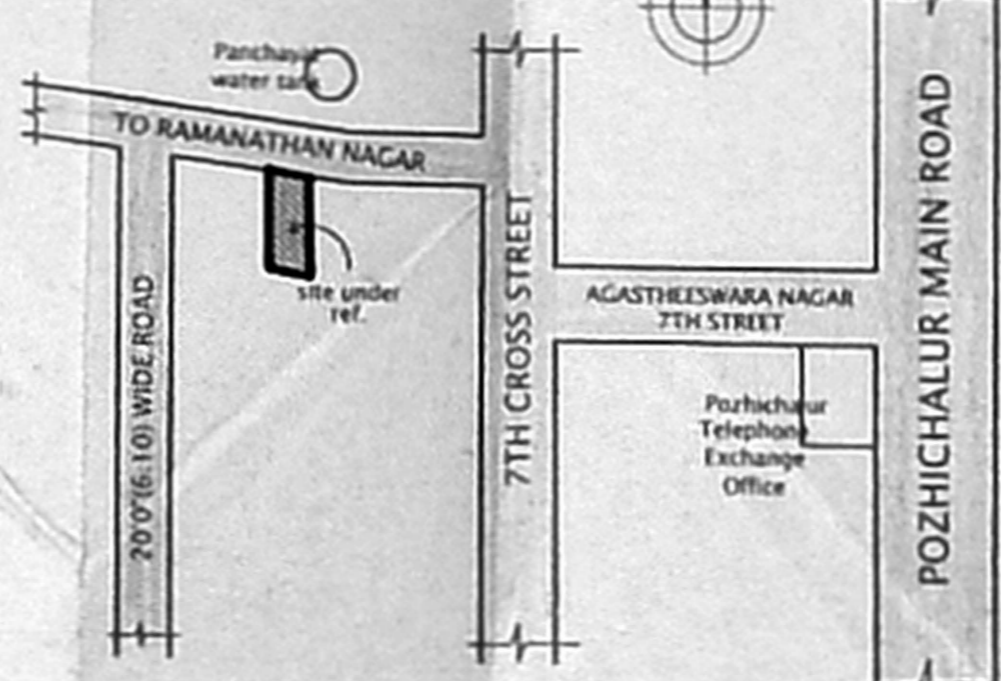 Panchayat
water tank
TO RAMANATHAN NAGAR
site under
ref.
20'0"(6.10) WIDE ROAD
7TH CROSS STREET
AGASTHEESWARA NAGAR
7TH STREET
Pozhichalur
Telephone
Exchange
Office
POZHICHALUR MAIN ROAD